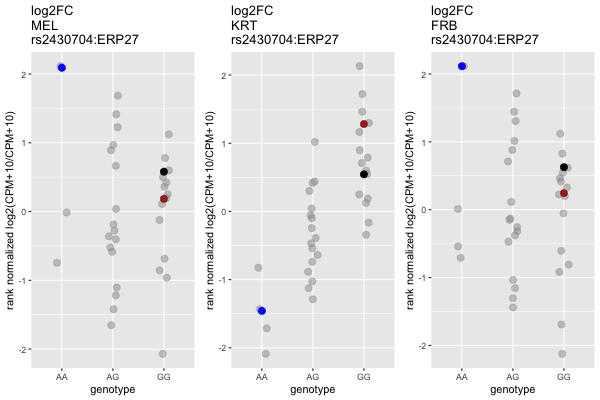 log2FC
MEL
rs2430704:ERP27
rank normalized log2(CPM+10/CPM+10)
2
1
0
-1
-2
AA
AG
GG
genotype
log2FC
KRT
rs2430704:ERP27
rank normalized log2(CPM+10/CPM+10)
2
1
0
-1
-2
AA
AG
GG
genotype
log2FC
FRB
rs2430704:ERP27
rank normalized log2(CPM+10/CPM+10)
2
1
0
-1
-2
AA
AG
GG
genotype